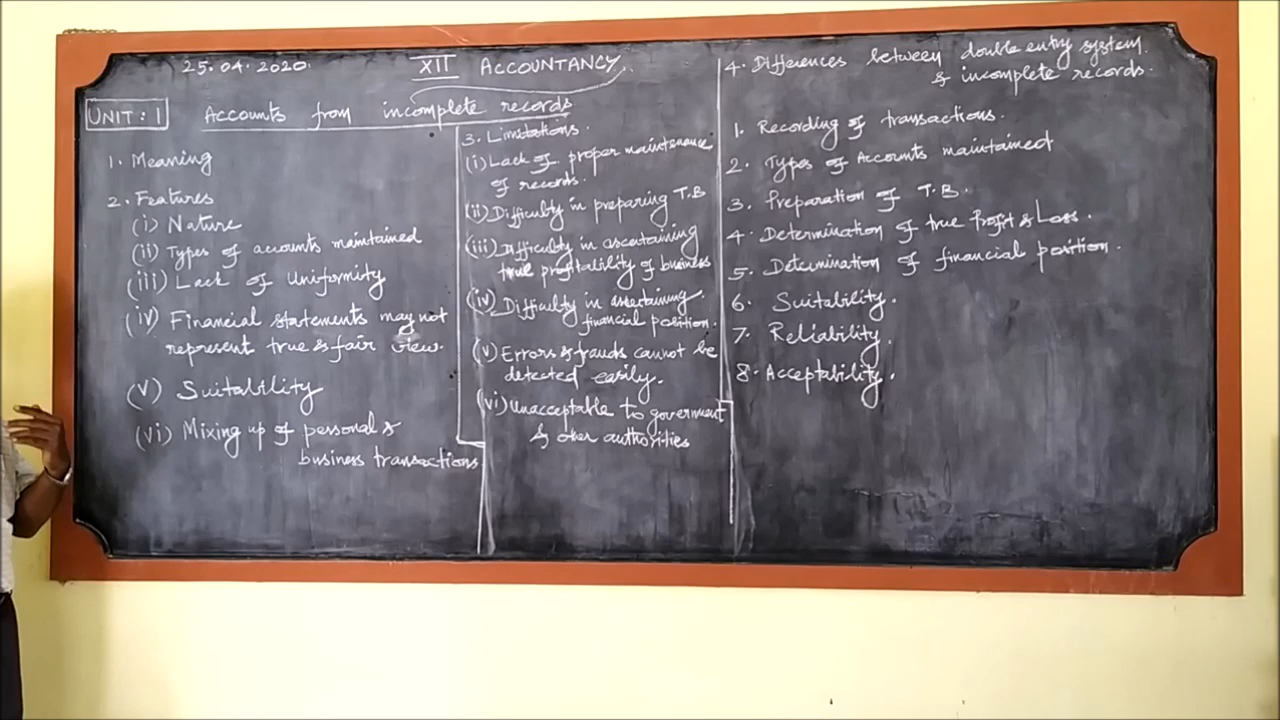 25.04.2020.
XII ACCOUNTANCY
UNIT: 1 Accounts from incomplete records
1. Meaning
2. Features
(i) Nature
(ii) Types of accounts maintained
(iii) Lack of Uniformity
(iv) Financial statements may not
represent true & fair view.
(v) Suitability
(vi) Mixing up of personal &
business transactions
3. Limitations.
(i) Lack of proper maintenance
of records.
(ii) Difficulty in preparing T.B
(iii) Difficulty in ascertaining
true profitability of business
(iv) Difficulty in ascertaining
financial position.
(v) Errors & frauds cannot be
detected easily.
(vi) Unacceptable to goverment
& other authorities
4. Differences between double entry system
& incomplete records.
1. Recording of transactions.
2. Types of Accounts maintained
3. Preparation of T.B.
4. Determination of true Profit & Loss.
5. Determination of financial position.
6. Suitability.
7. Reliability.
8. Acceptability.